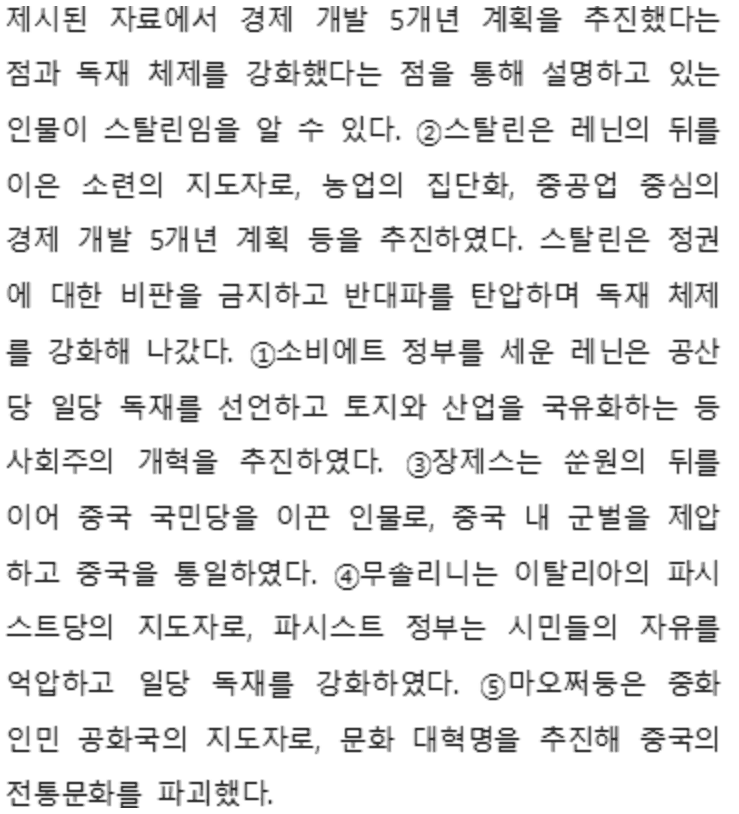 제시된 자료에서 경제 개발 5개년 계획을 추진했다는
점과 독재 체제를 강화했다는 점을 통해 설명하고 있는
인물이 스탈린임을 알 수 있다. ②스탈린은 레닌의 뒤를
이은 소련의 지도자로, 농업의 집단화, 중공업 중심의
경제 개발 5개년 계획 등을 추진하였다. 스탈린은 정권
에 대한 비판을 금지하고 반대파를 탄압하며 독재 체제
를 강화해 나갔다. ①소비에트 정부를 세운 레닌은 공산
당 일당 독재를 선언하고 토지와 산업을 국유화하는 등
사회주의 개혁을 추진하였다. ③장제스는 쑨원의 뒤를
이어 중국 국민당을 이끈 인물로, 중국 내 군벌을 제압
하고 중국을 통일하였다. ④무솔리니는 이탈리아의 파시
스트당의 지도자로, 파시스트 정부는 시민들의 자유를
억압하고 일당 독재를 강화하였다. ⑤마오쩌둥은 중화
인민 공화국의 지도자로, 문화 대혁명을 추진해 중국의
전통문화를 파괴했다.